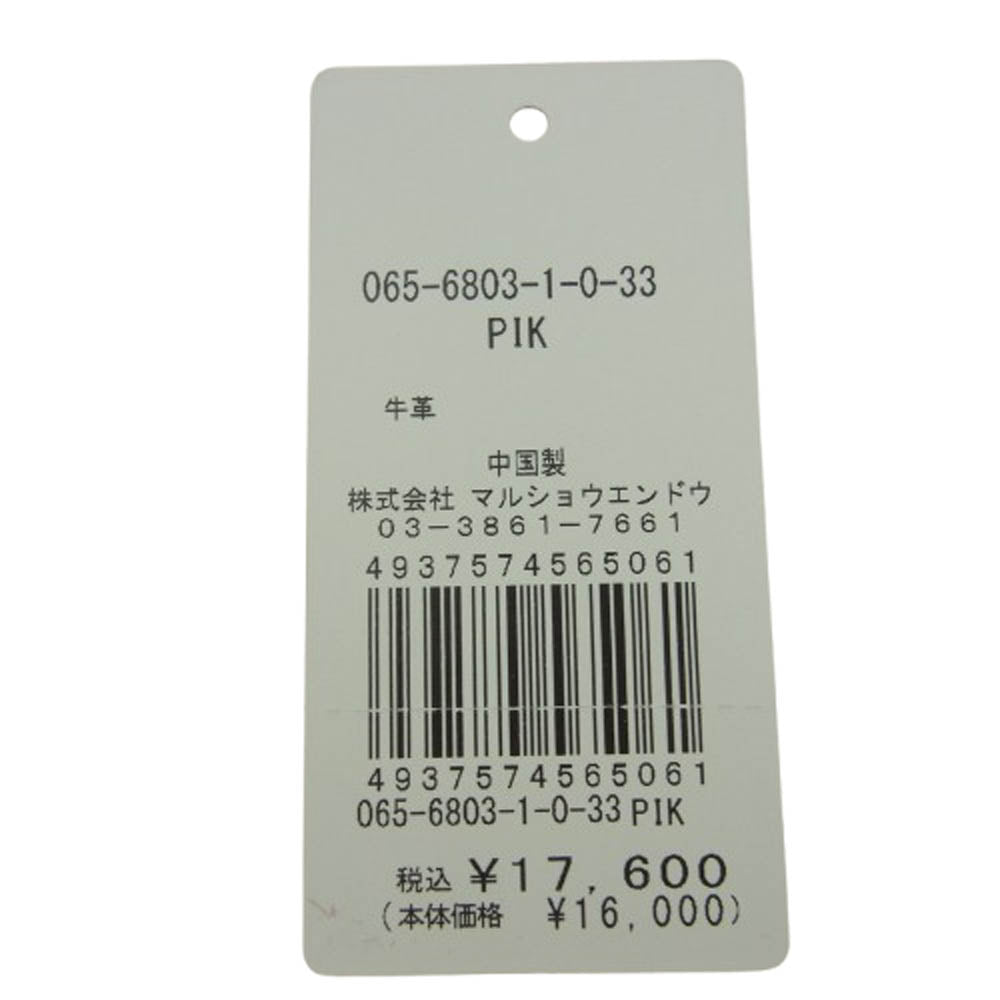 065-6803-1-0-33
PIK
牛革
中国製
株式会社 マルショウエンドウ
03-3861-7661
4937574565061
4937574565061
065-6803-1-0-33 PIK
税込 ¥17,600
(本体価格 ¥16,000)